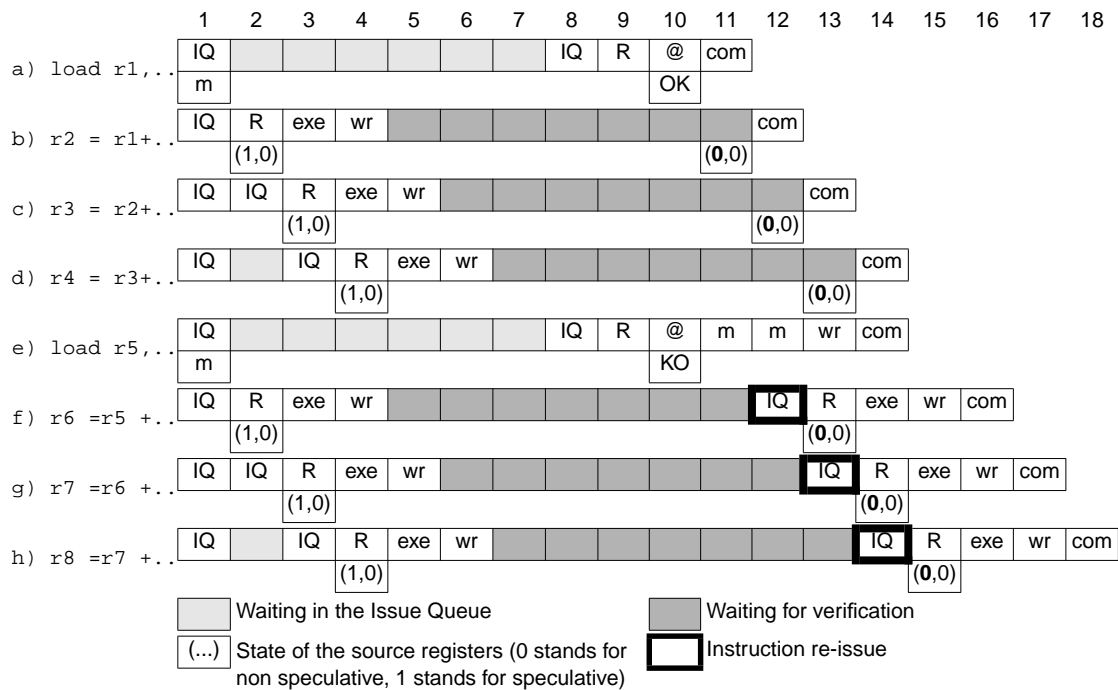 1 2 3 4 5 6 7 8 9 10 11 12 13 14 15 16 17 18
a) load r1,.. IQ IQ R @ com
m OK
b) r2 = r1+.. IQ R exe wr com
(1,0) (0,0)
c) r3 = r2+.. IQ IQ R exe wr com
(1,0) (0,0)
d) r4 = r3+.. IQ IQ R exe wr com
(1,0) (0,0)
e) load r5,.. IQ IQ R @ m m wr com
m KO
f) r6 =r5 +.. IQ R exe wr IQ R exe wr com
(1,0) (0,0)
g) r7 =r6 +.. IQ IQ R exe wr IQ R exe wr com
(1,0) (0,0)
h) r8 =r7 +.. IQ IQ R exe wr IQ R exe wr com
(1,0) (0,0)
Waiting in the Issue Queue Waiting for verification
(...) State of the source registers (0 stands for Instruction re-issue
non speculative, 1 stands for speculative)